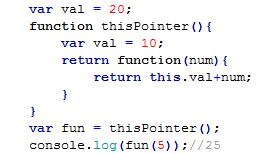 var val = 20;
function thisPointer(){
    var val = 10;
    return function(num){
        return this.val+num;
    }
}
var fun = thisPointer();
console.log(fun(5));//25